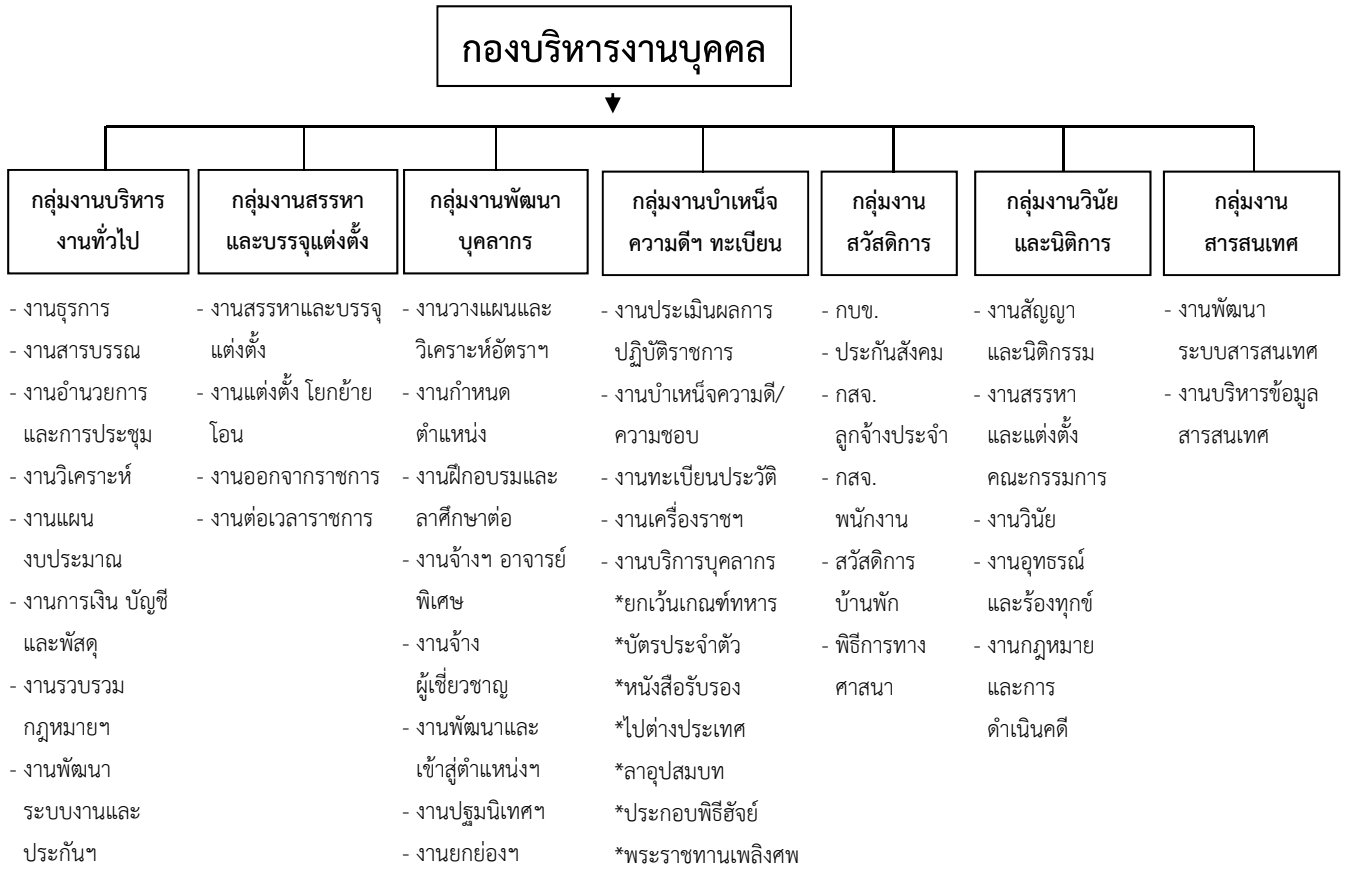 กองบริหารงานบุคคล
กลุ่มงานบริหาร
งานทั่วไป
กลุ่มงานสรรหา
และบรรจุแต่งตั้ง
กลุ่มงานพัฒนา
บุคลากร
กลุ่มงานบำเหน็จ
ความดีฯ ทะเบียน
กลุ่มงาน
สวัสดิการ
กลุ่มงานวินัย
และนิติการ
กลุ่มงาน
สารสนเทศ
- งานธุรการ
- งานสารบรรณ
- งานอำนวยการ
และการประชุม
- งานวิเคราะห์
- งานแผน
งบประมาณ
- งานการเงิน บัญชี
และพัสดุ
- งานรวบรวม
กฎหมายฯ
- งานพัฒนา
ระบบงานและ
ประกันฯ
- งานสรรหาและบรรจุ
แต่งตั้ง
- งานแต่งตั้ง โยกย้าย
โอน
- งานออกจากราชการ
- งานต่อเวลาราชการ
- งานวางแผนและ
วิเคราะห์อัตราฯ
- งานกำหนด
ตำแหน่ง
- งานฝึกอบรมและ
ลาศึกษาต่อ
- งานจ้างฯ อาจารย์
พิเศษ
- งานจ้าง
ผู้เชี่ยวชาญ
- งานพัฒนาและ
เข้าสู่ตำแหน่งฯ
- งานปฐมนิเทศฯ
- งานยกย่องฯ
- งานประเมินผลการ
ปฏิบัติราชการ
- งานบำเหน็จความดี/
ความชอบ
- งานทะเบียนประวัติ
- งานเครื่องราชฯ
- งานบริการบุคลากร
*ยกเว้นเกณฑ์ทหาร
*บัตรประจำตัว
*หนังสือรับรอง
*ไปต่างประเทศ
*ลาอุปสมบท
*ประกอบพิธีฮัจย์
*พระราชทานเพลิงศพ
- กบข.
- ประกันสังคม
- กสจ.
ลูกจ้างประจำ
- กสจ.
พนักงาน
- สวัสดิการ
บ้านพัก
- พิธีการทาง
ศาสนา
- งานสัญญา
และนิติกรรม
- งานสรรหา
และแต่งตั้ง
คณะกรรมการ
- งานวินัย
- งานอุทธรณ์
และร้องทุกข์
- งานกฎหมาย
และการ
ดำเนินคดี
- งานพัฒนา
ระบบสารสนเทศ
- งานบริหารข้อมูล
สารสนเทศ